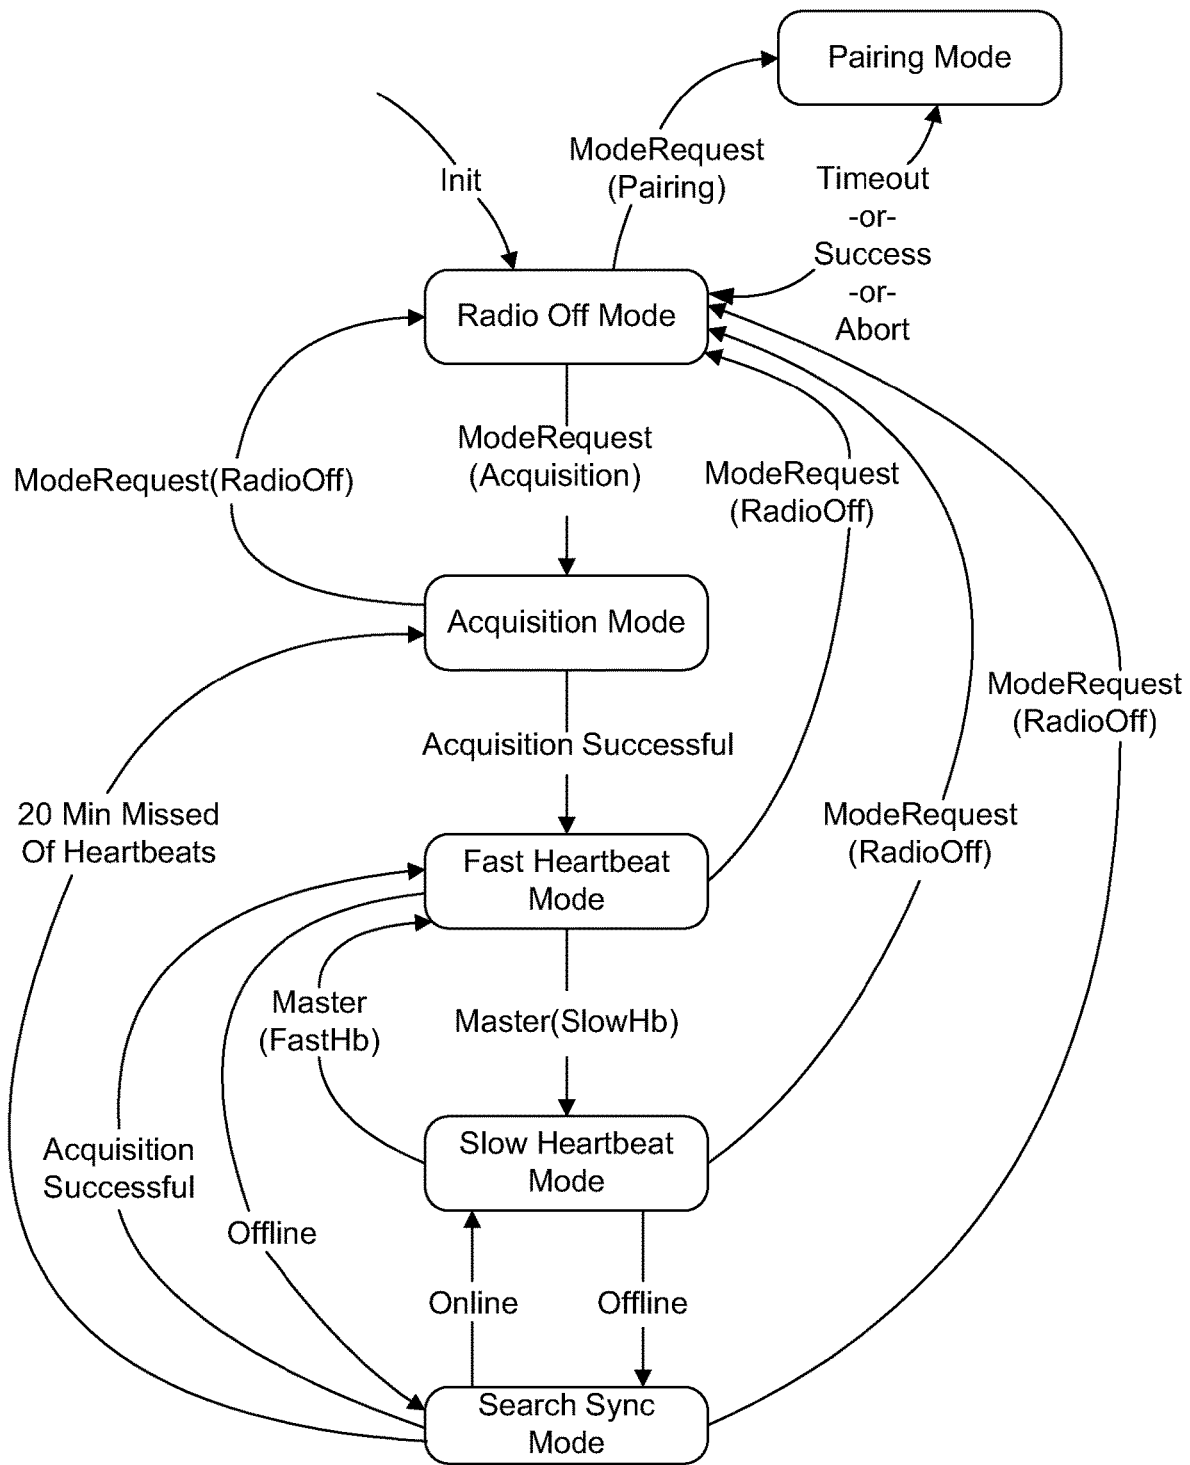 Pairing Mode
ModeRequest
(Pairing)
Init
Timeout
-or-
Success
-or-
Abort
Radio Off Mode
ModeRequest
(Acquisition)
ModeRequest(RadioOff)
ModeRequest
(RadioOff)
Acquisition Mode
ModeRequest
(RadioOff)
Acquisition Successful
20 Min Missed
Of Heartbeats
ModeRequest
(RadioOff)
Fast Heartbeat
Mode
Master
(FastHb)
Master(SlowHb)
Acquisition
Successful
Slow Heartbeat
Mode
Offline
Online
Offline
Search Sync
Mode